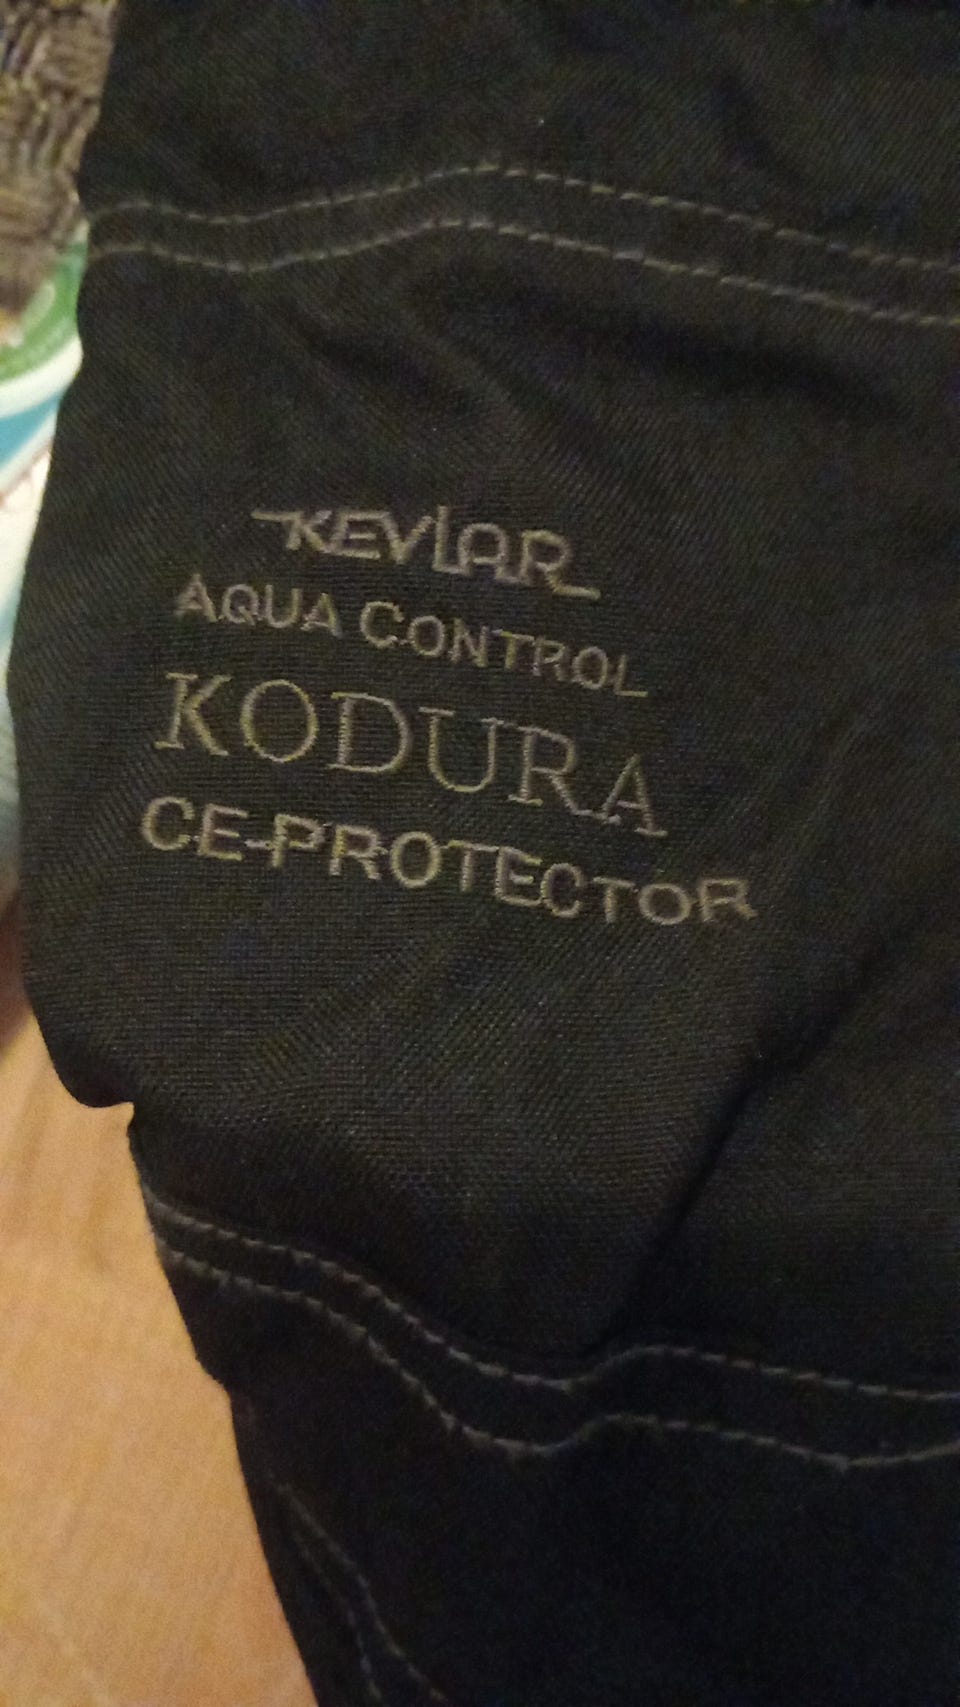 KEVLAR
AQUA CONTROL
KODURA
CE-PROTECTOR